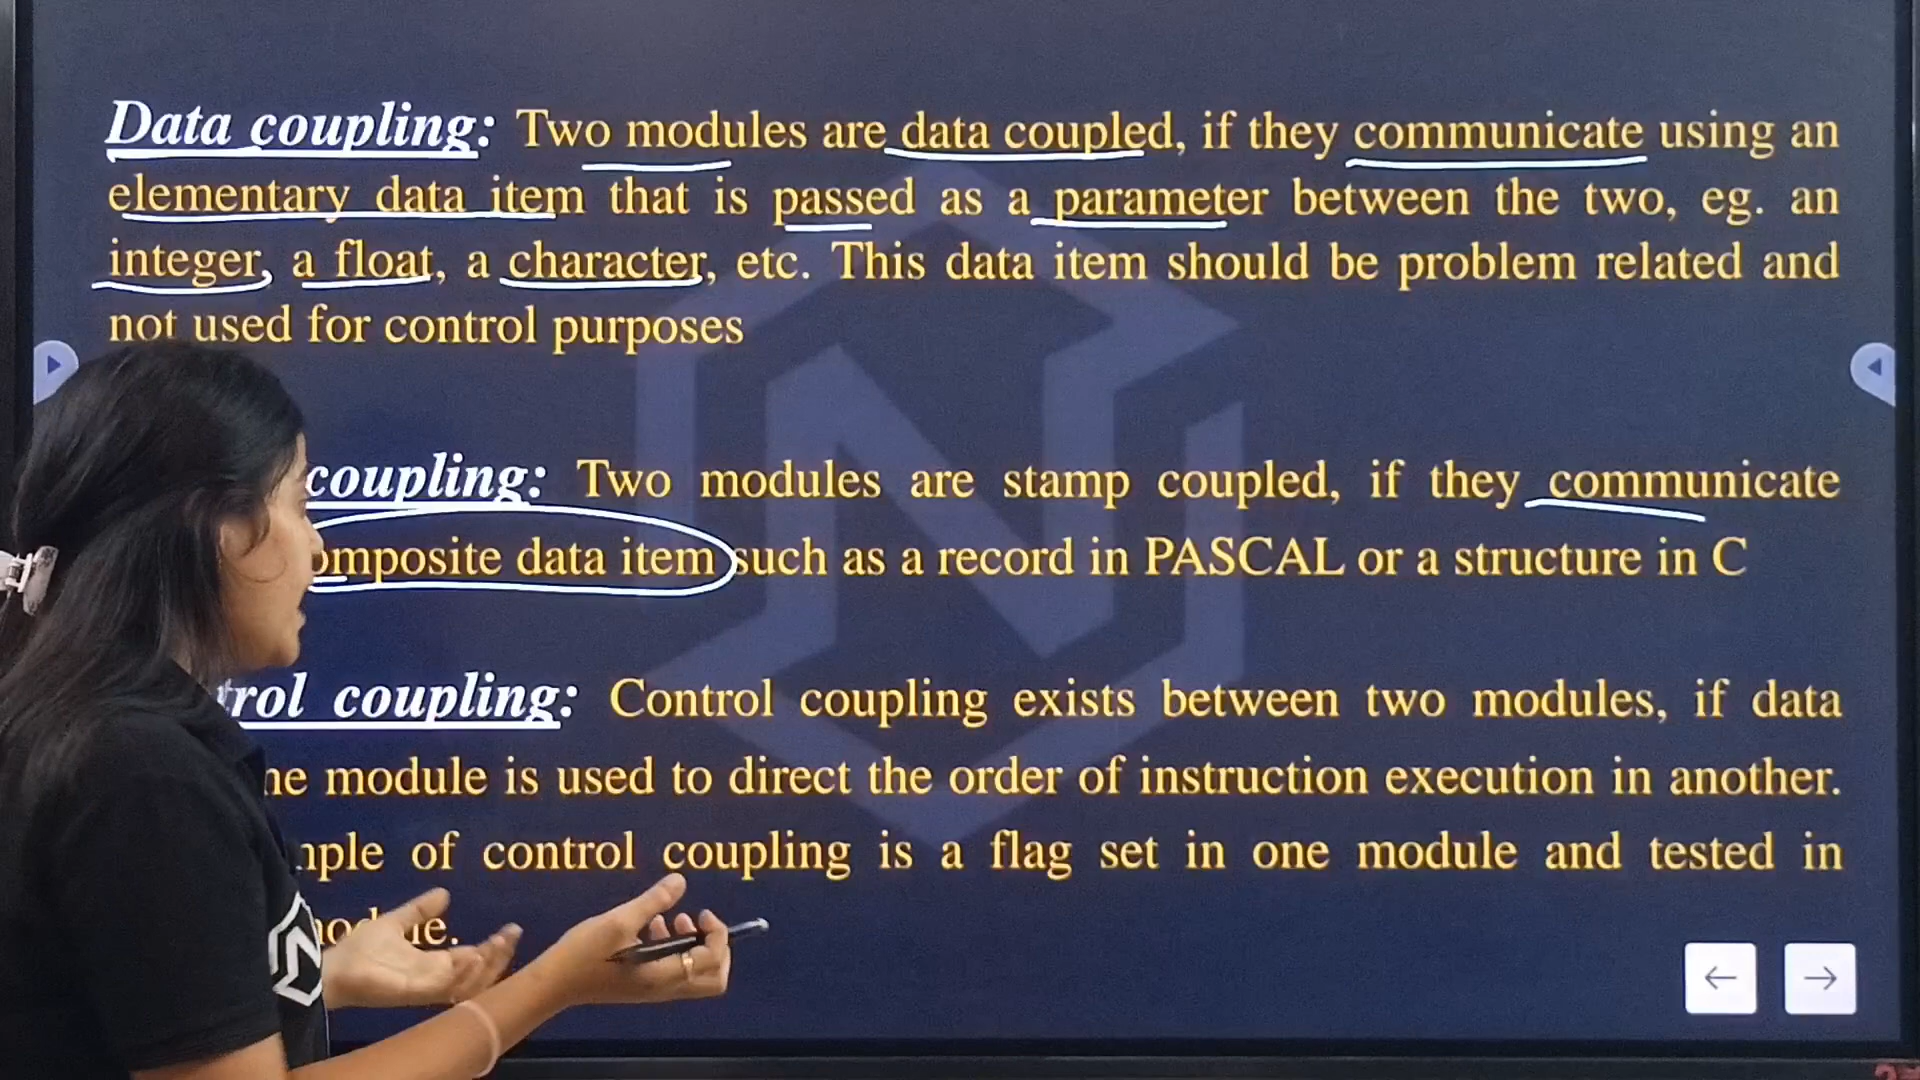 Data coupling: Two modules are data coupled, if they communicate using an
elementary data item that is passed as a parameter between the two, eg. an
integer, a float, a character, etc. This data item should be problem related and
not used for control purposes
coupling: Two modules are stamp coupled, if they communicate
data item such as a record in PASCAL or a structure in C
coupling: Control coupling exists between two modules, if data
module is used to direct the order of instruction execution in another.
of control coupling is a flag set in one module and tested in